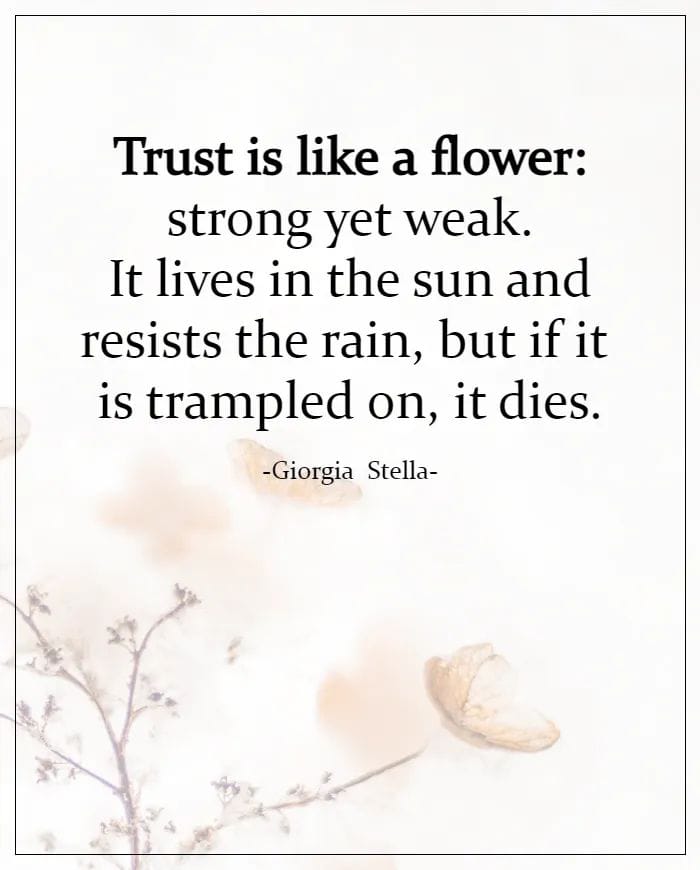 Trust is like a flower:
strong yet weak.
It lives in the sun and
resists the rain, but if it
is trampled on, it dies.
-Giorgia Stella-